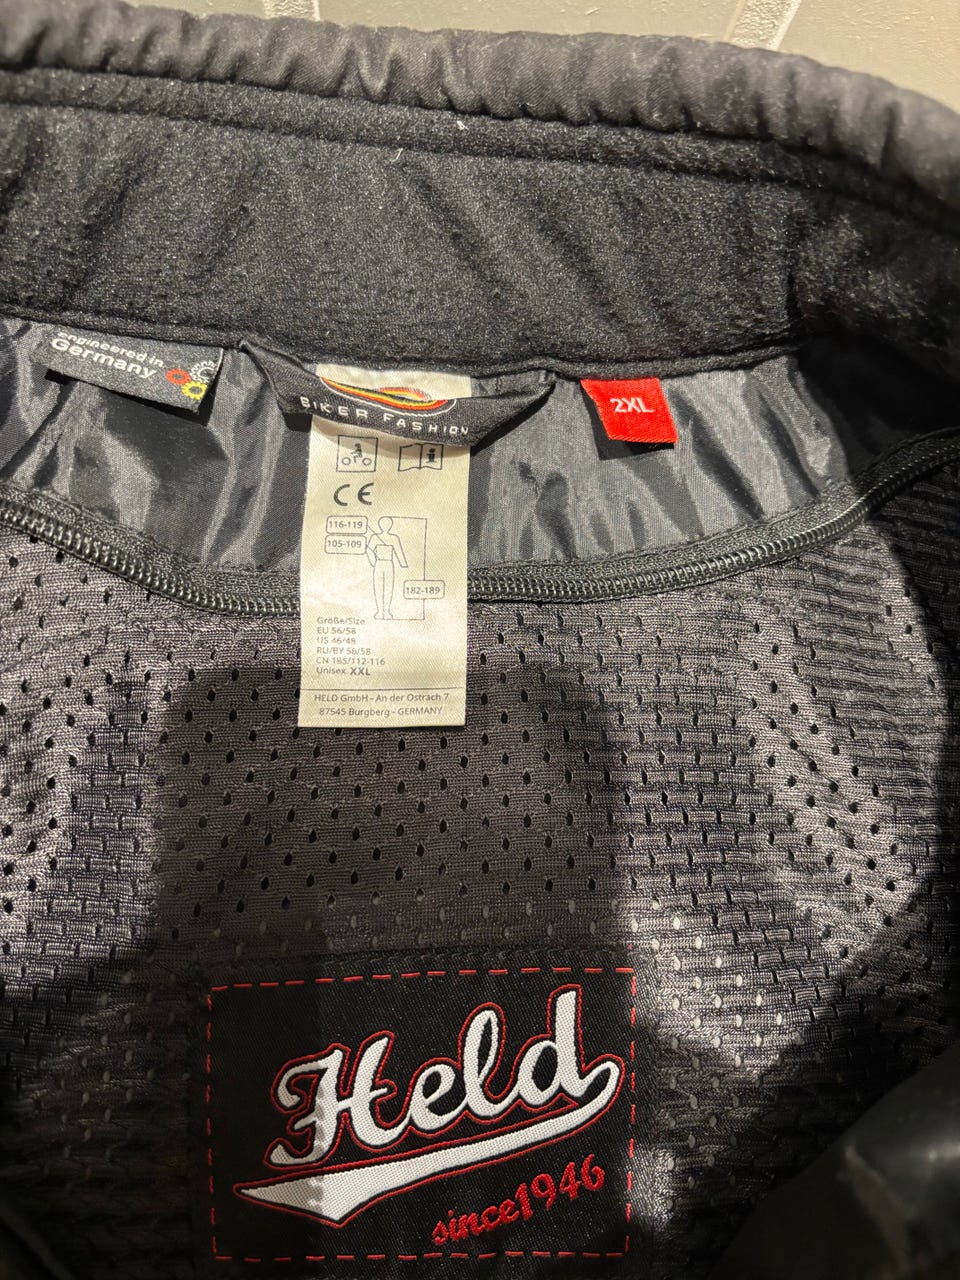 Engineered in
Germany
BIKER FASHION
2XL
CE
116-119
105-109
182-189
Größe/Size
EU 56/58
US 46/48
RU/BY 56/58
CN 185/112-116
Unisex XXL
HELD GmbH - An der Ostrach 7
87545 Burgberg - GERMANY
Held
since1946